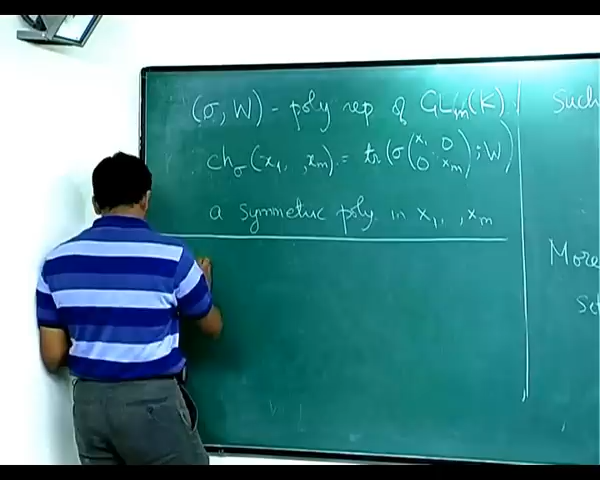 (σ, W) - poly rep of GL_m(K)
ch_σ(x_1, , x_m) = tr(σ(x_1 0 0 x_m); W)
a symmetric poly in x_1, , x_m
Such
More
Set